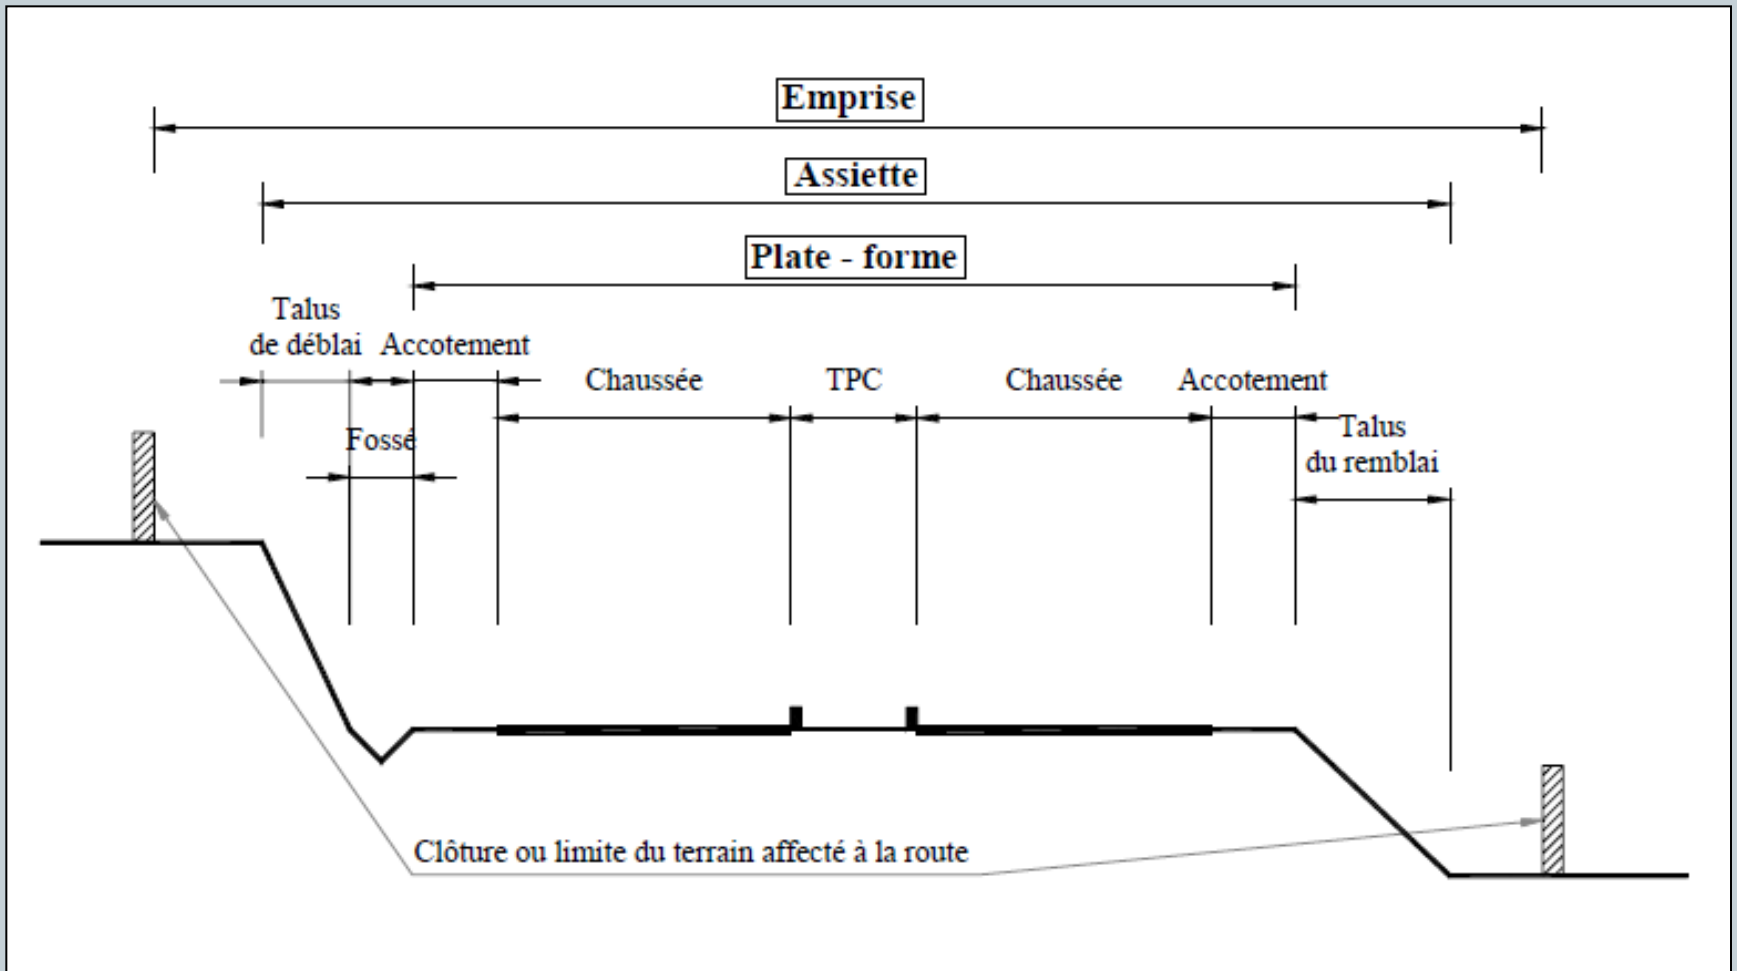 Emprise
Assiette
Plate - forme
Talus
de déblai
Accotement
Chaussée
TPC
Chaussée
Accotement
Fossé
Talus
du remblai
Clôture ou limite du terrain affecté à la route